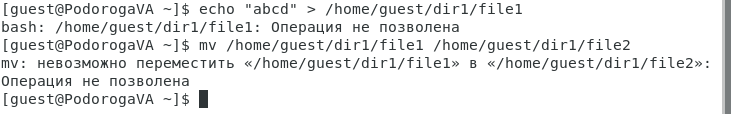 [guest@PodorogaVA ~]$ echo "abcd" > /home/guest/dir1/file1
bash: /home/guest/dir1/file1: Операция не позволена
[guest@PodorogaVA ~]$ mv /home/guest/dir1/file1 /home/guest/dir1/file2
mv: невозможно переместить «/home/guest/dir1/file1» в «/home/guest/dir1/file2»:
Операция не позволена
[guest@PodorogaVA ~]$